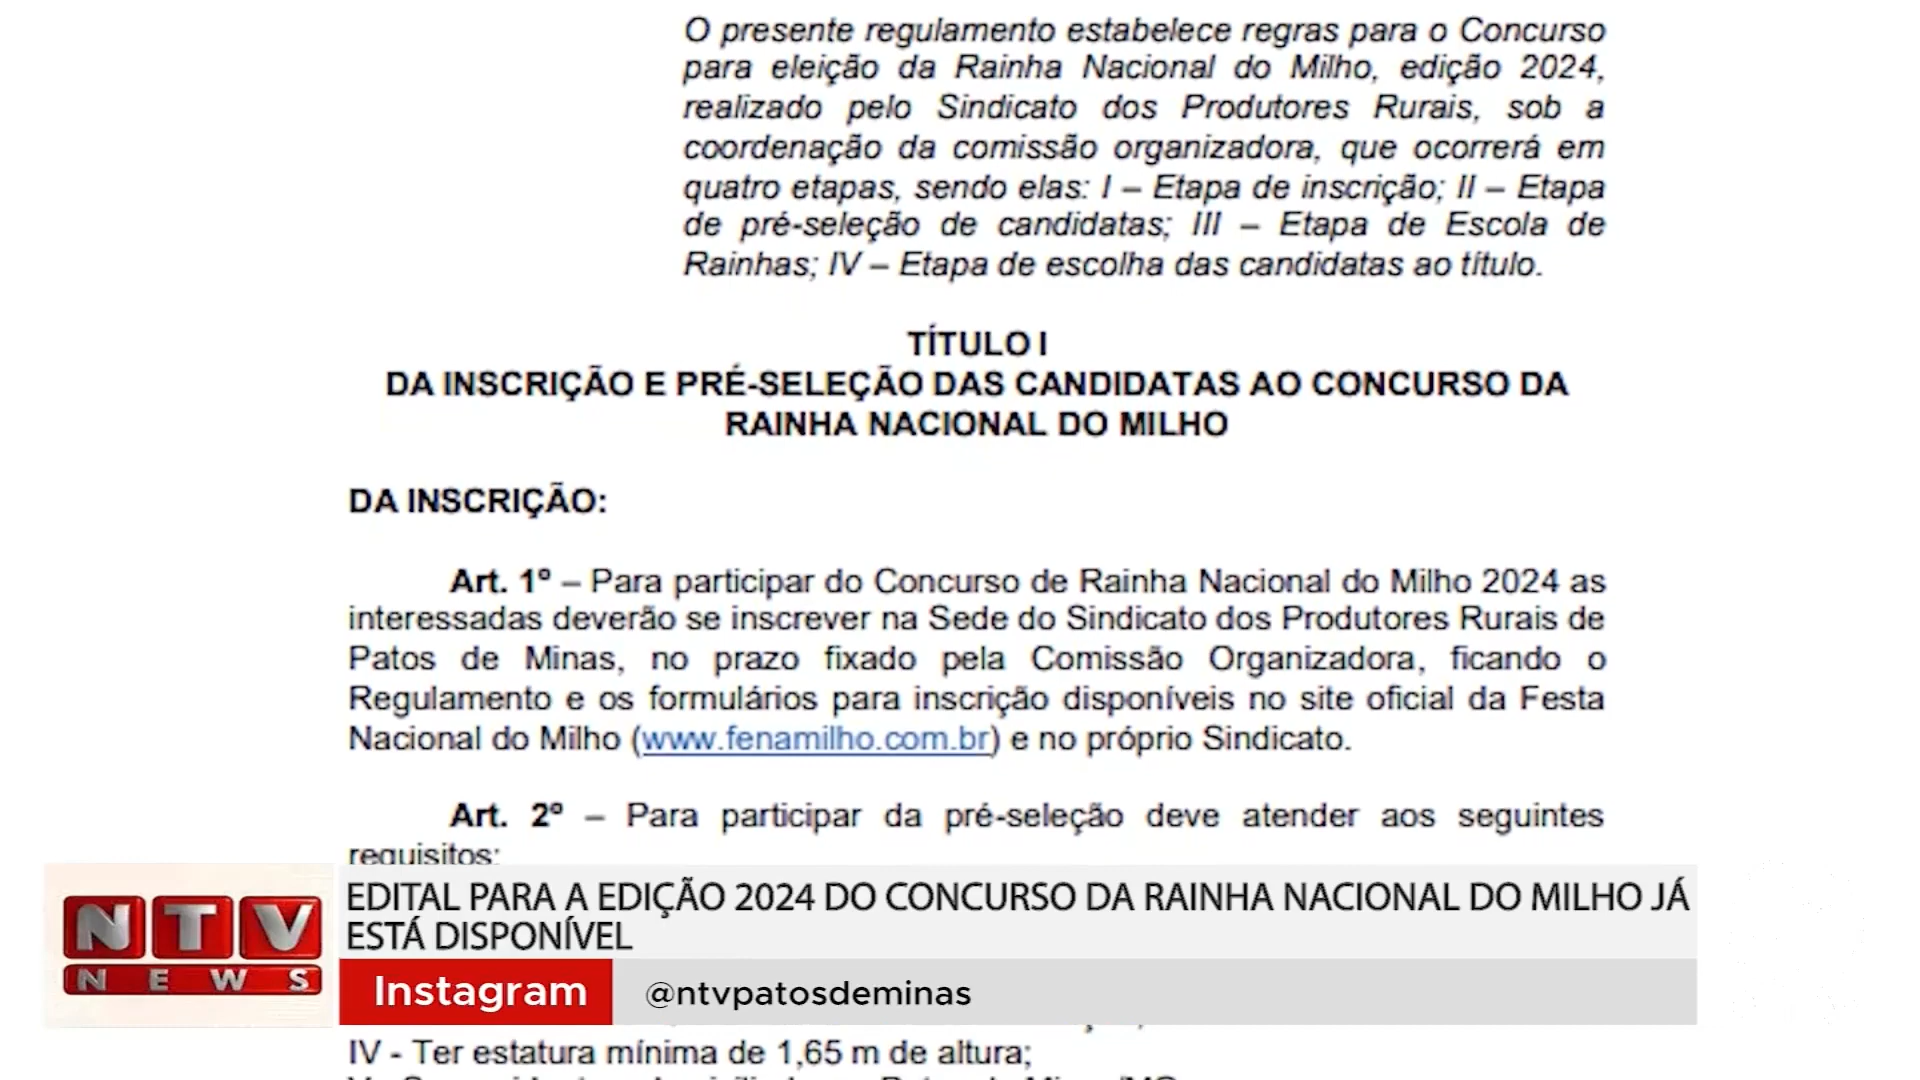 O presente regulamento estabelece regras para o Concurso
para eleição da Rainha Nacional do Milho, edição 2024,
realizado pelo Sindicato dos Produtores Rurais, sob a
coordenação da comissão organizadora, que ocorrerá em
quatro etapas, sendo elas: I – Etapa de inscrição; II – Etapa
de pré-seleção de candidatas; III – Etapa de Escola de
Rainhas; IV – Etapa de escolha das candidatas ao título.
TÍTULO I
DA INSCRIÇÃO E PRÉ-SELEÇÃO DAS CANDIDATAS AO CONCURSO DA
RAINHA NACIONAL DO MILHO
DA INSCRIÇÃO:
Art. 1º – Para participar do Concurso de Rainha Nacional do Milho 2024 as
interessadas deverão se inscrever na Sede do Sindicato dos Produtores Rurais de
Patos de Minas, no prazo fixado pela Comissão Organizadora, ficando o
Regulamento e os formulários para inscrição disponíveis no site oficial da Festa
Nacional do Milho (www.fenamilho.com.br) e no próprio Sindicato.
Art. 2º – Para participar da pré-seleção deve atender aos seguintes
requisitos:
NTV
NEWS
EDITAL PARA A EDIÇÃO 2024 DO CONCURSO DA RAINHA NACIONAL DO MILHO JÁ
ESTÁ DISPONÍVEL
Instagram @ntvpatosdeminas
IV - Ter estatura mínima de 1,65 m de altura;